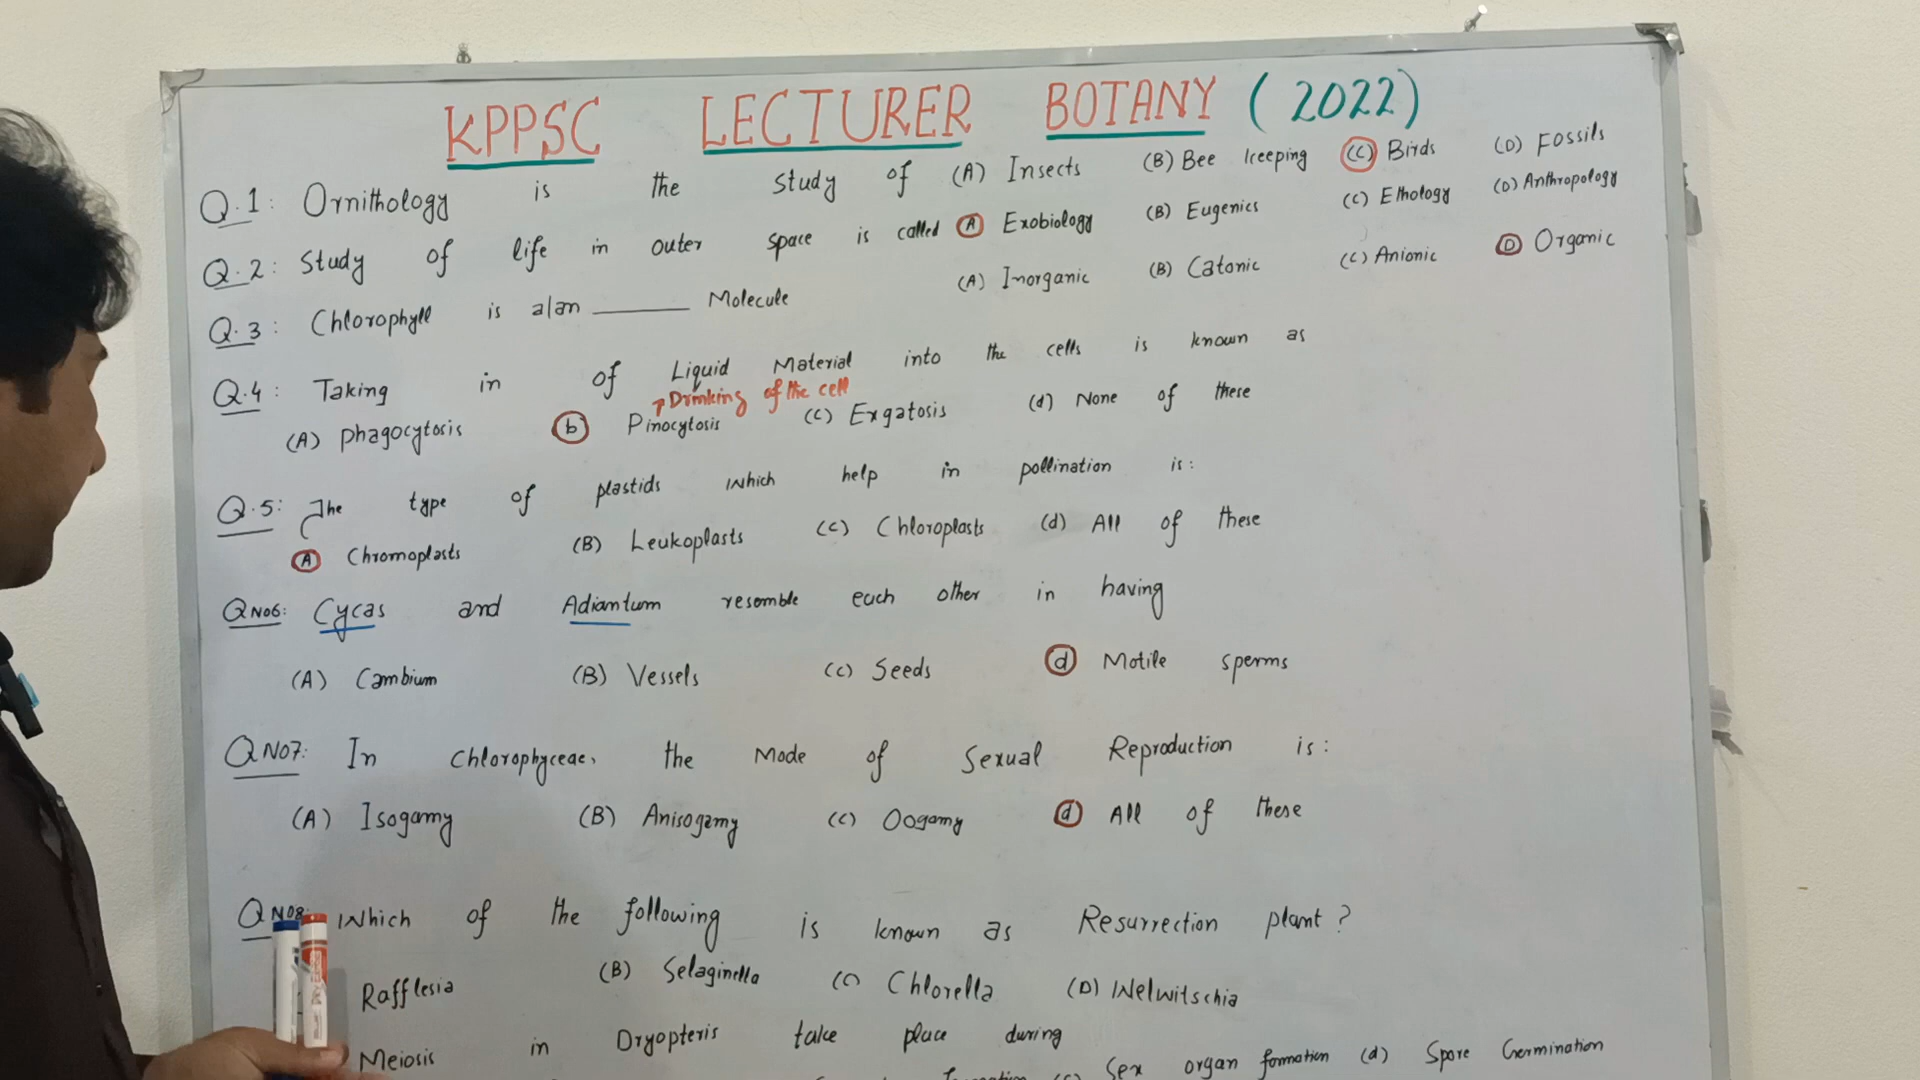 KPPSC LECTURER BOTANY (2022)
Q.1: Ornithology is the study of (A) Insects (B) Bee keeping (C) Birds (D) Fossils
Q.2: Study of life in outer space is called (A) Exobiology (B) Eugenics (C) Ethology (D) Anthropology
Q.3: Chlorophyll is a/an ______ Molecule (A) Inorganic (B) Catonic (C) Anionic (D) Organic
Q.4: Taking in of Liquid Material into the cells is known as
Drinking of the cell
(A) phagocytosis (b) Pinocytosis (C) Exgatosis (d) None of these
Q.5: The type of plastids which help in pollination is:
(A) Chromoplasts (B) Leukoplasts (C) Chloroplasts (d) All of these
QNO6: Cycas and Adiantum resemble each other in having
(A) Cambium (B) Vessels (C) Seeds (d) Motile sperms
QNO7: In Chlorophyceae, the Mode of Sexual Reproduction is:
(A) Isogamy (B) Anisogamy (C) Oogamy (d) All of these
QNO8: Which of the following is known as Resurrection plant?
Rafflesia (B) Selaginella (C) Chlorella (D) Welwitschia
Meiosis in Dryopteris take place during
(C) Sex organ formation (d) Spore Germination